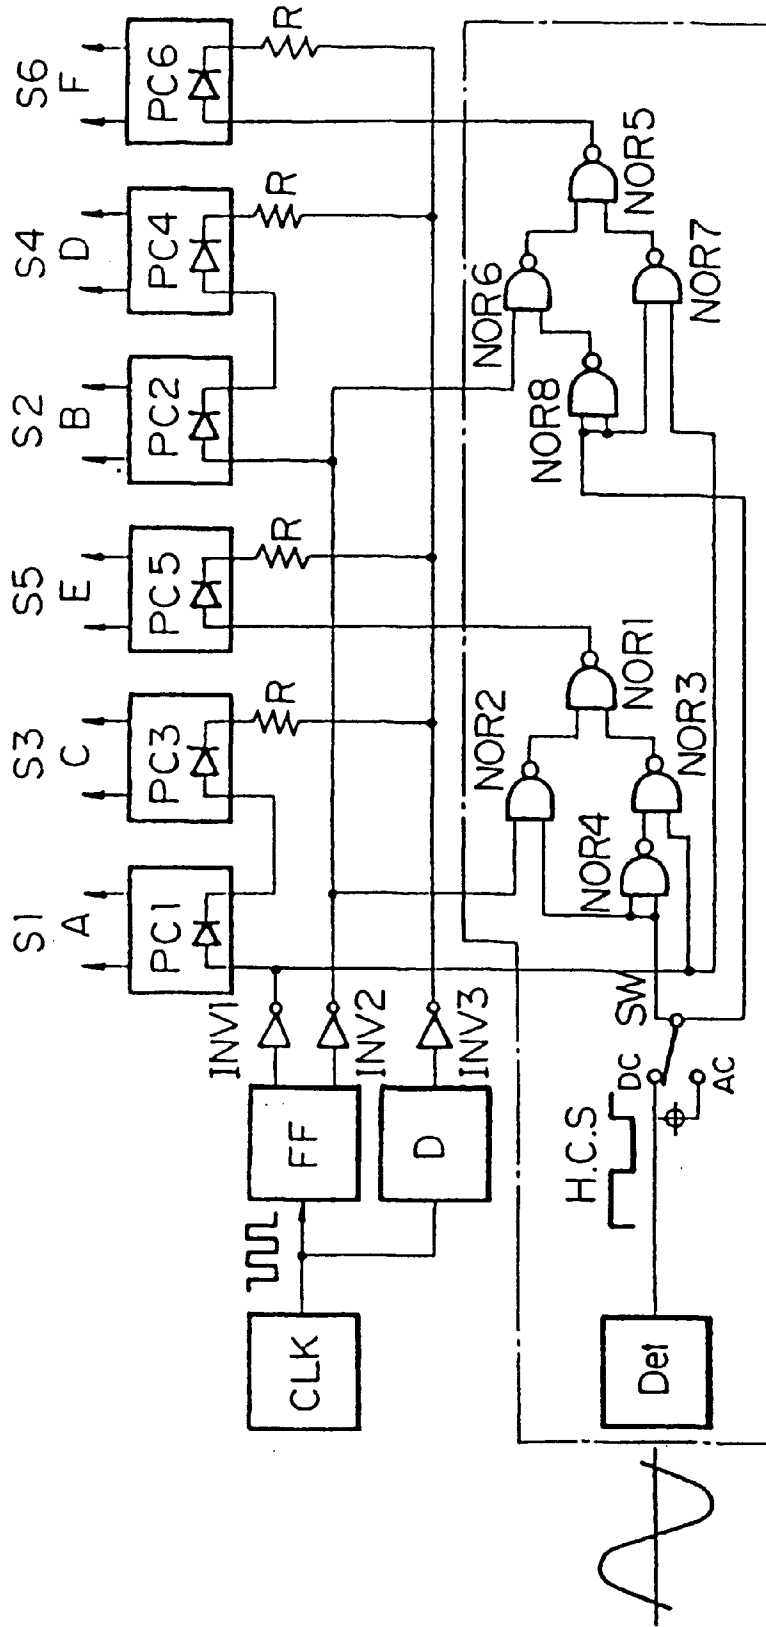 S1
A
S3
C
S5
E
S2
B
S4
D
S6
F
PC1
PC3
PC5
PC2
PC4
PC6
R
R
R
R
INV1
INV2
INV3
CLK
FF
D
NOR2
NOR4
NOR1
NOR3
NOR6
NOR8
NOR5
NOR7
H.C.S
DC
SW
AC
Det